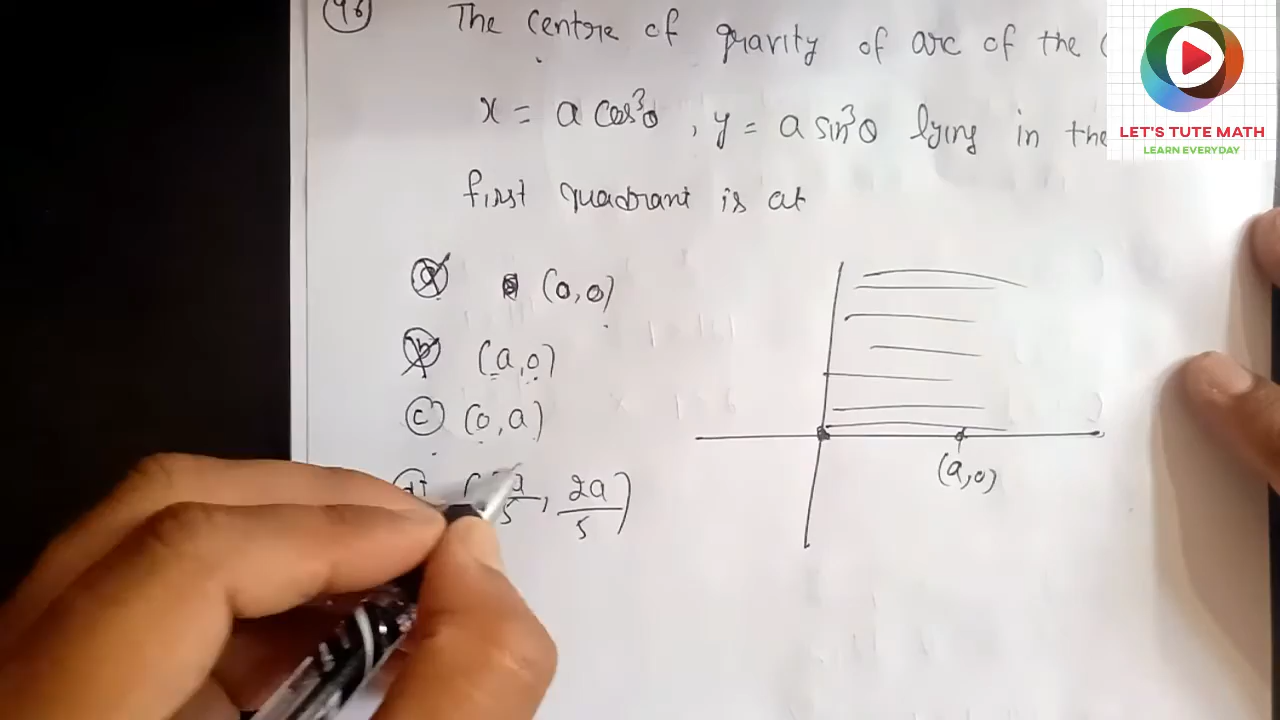 96
The Centre of gravity of arc of the
x = a cos³θ , y = a sin³θ lying in the
first quadrant is at
(a) (0,0)
(b) (a,0)
(c) (0,a)
(d) , 2a/5)
(a,0)
LET'S TUTE MATH
LEARN EVERYDAY